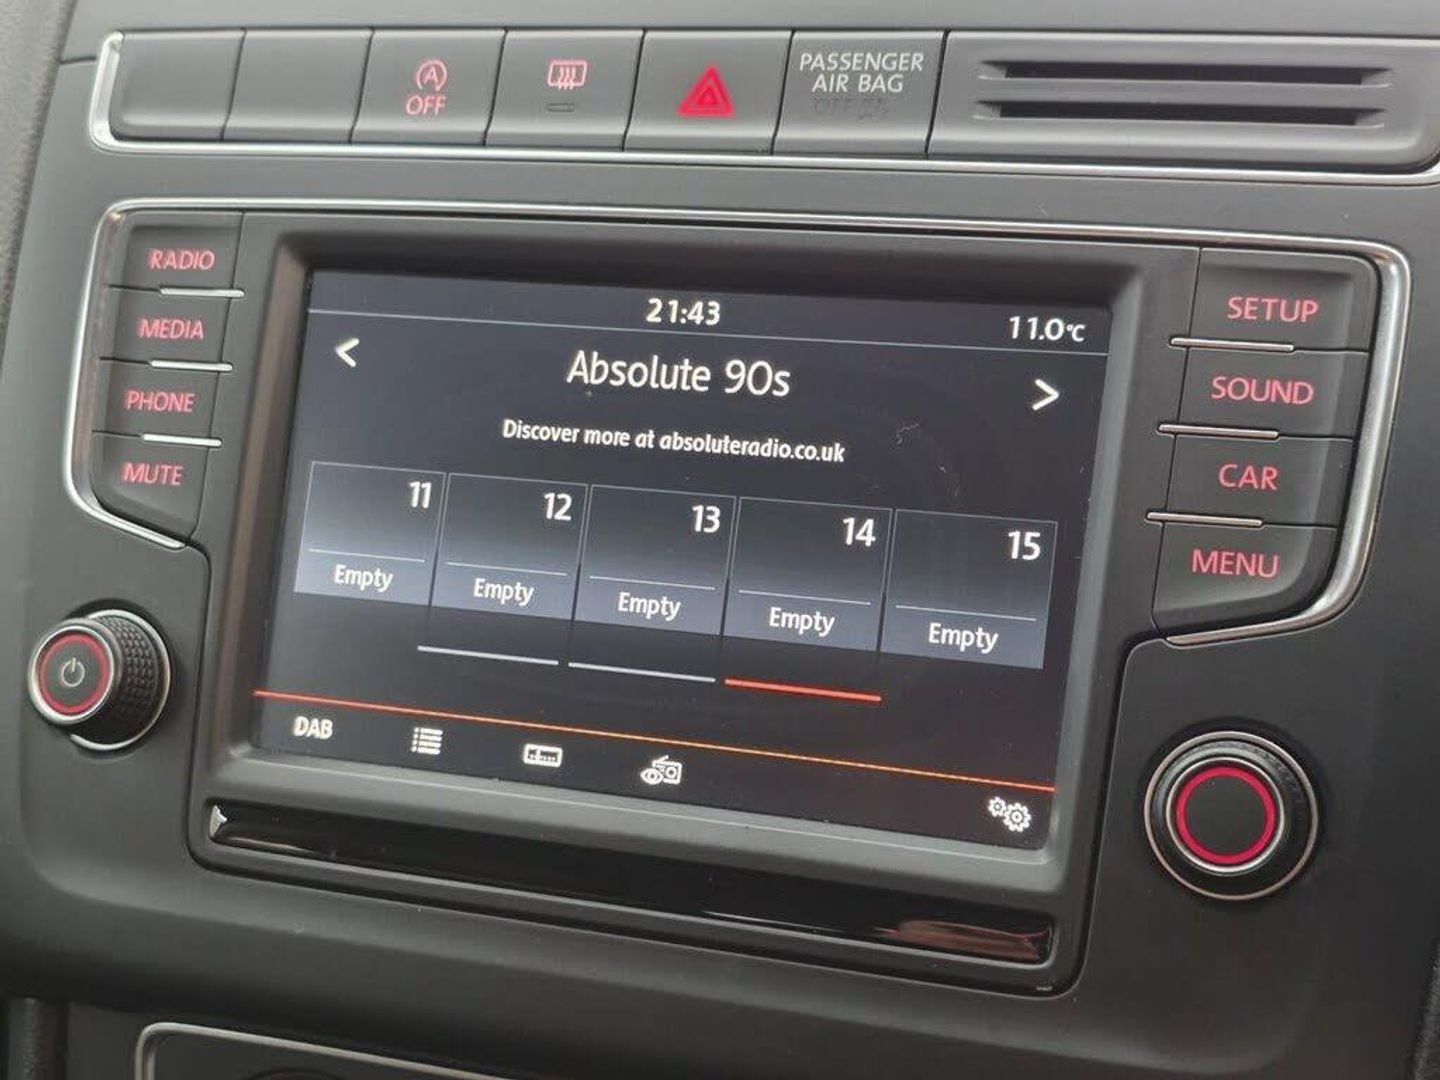 A
OFF
PASSENGER
AIR BAG
OFF
RADIO
MEDIA
PHONE
MUTE
21:43
11.0°C
<
Absolute 90s
>
Discover more at absoluteradio.co.uk
11
12
13
14
15
Empty
Empty
Empty
Empty
Empty
DAB
SETUP
SOUND
CAR
MENU